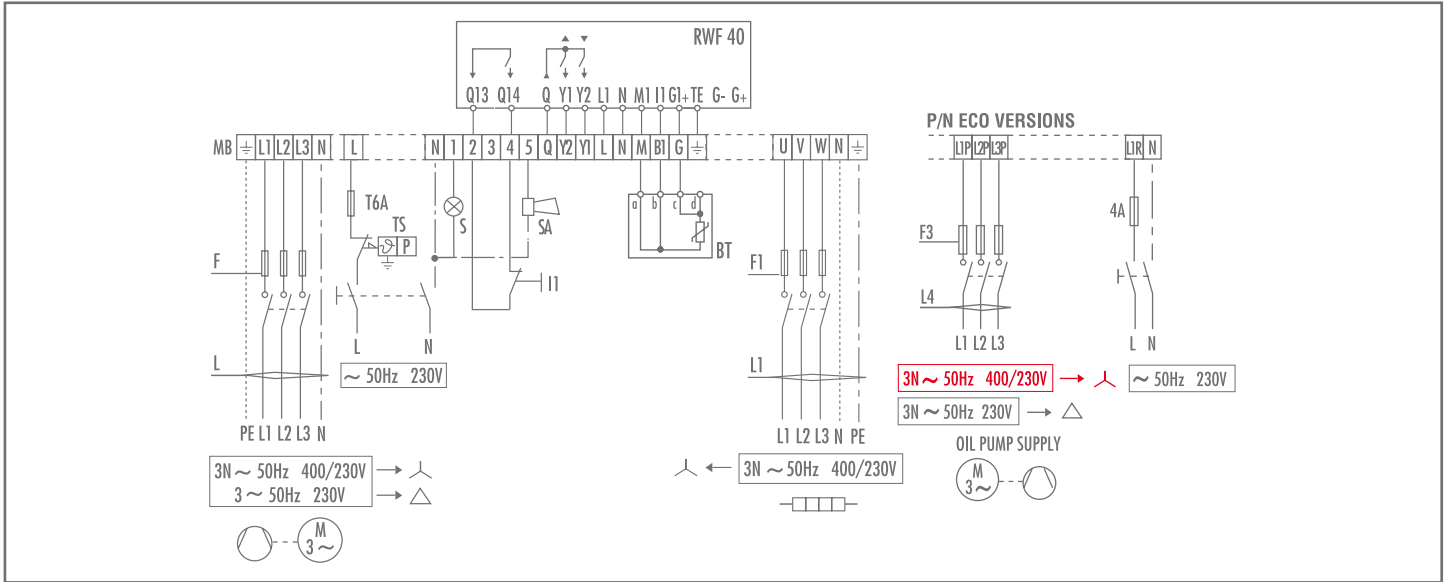 RWF 40
Q13 Q14 Q Y1 Y2 L1 N M1 I1 G1+ TE G- G+
P/N ECO VERSIONS
MB L1 L2 L3 N L N 1 2 3 4 5 Q Y2 Y1 L N M B1 G U V W N
L1P L2P L3P L1R N
T6A
TS
P
S
SA
a b c d
BT
I1
F
F1
F3
4A
L
L1
L4
L N
~ 50Hz 230V
L1 L2 L3
L N
3N ~ 50Hz 400/230V
~ 50Hz 230V
3N ~ 50Hz 230V
PE L1 L2 L3 N
L1 L2 L3 N PE
OIL PUMP SUPPLY
M
3 ~
3N ~ 50Hz 400/230V
3 ~ 50Hz 230V
3N ~ 50Hz 400/230V
M
3 ~